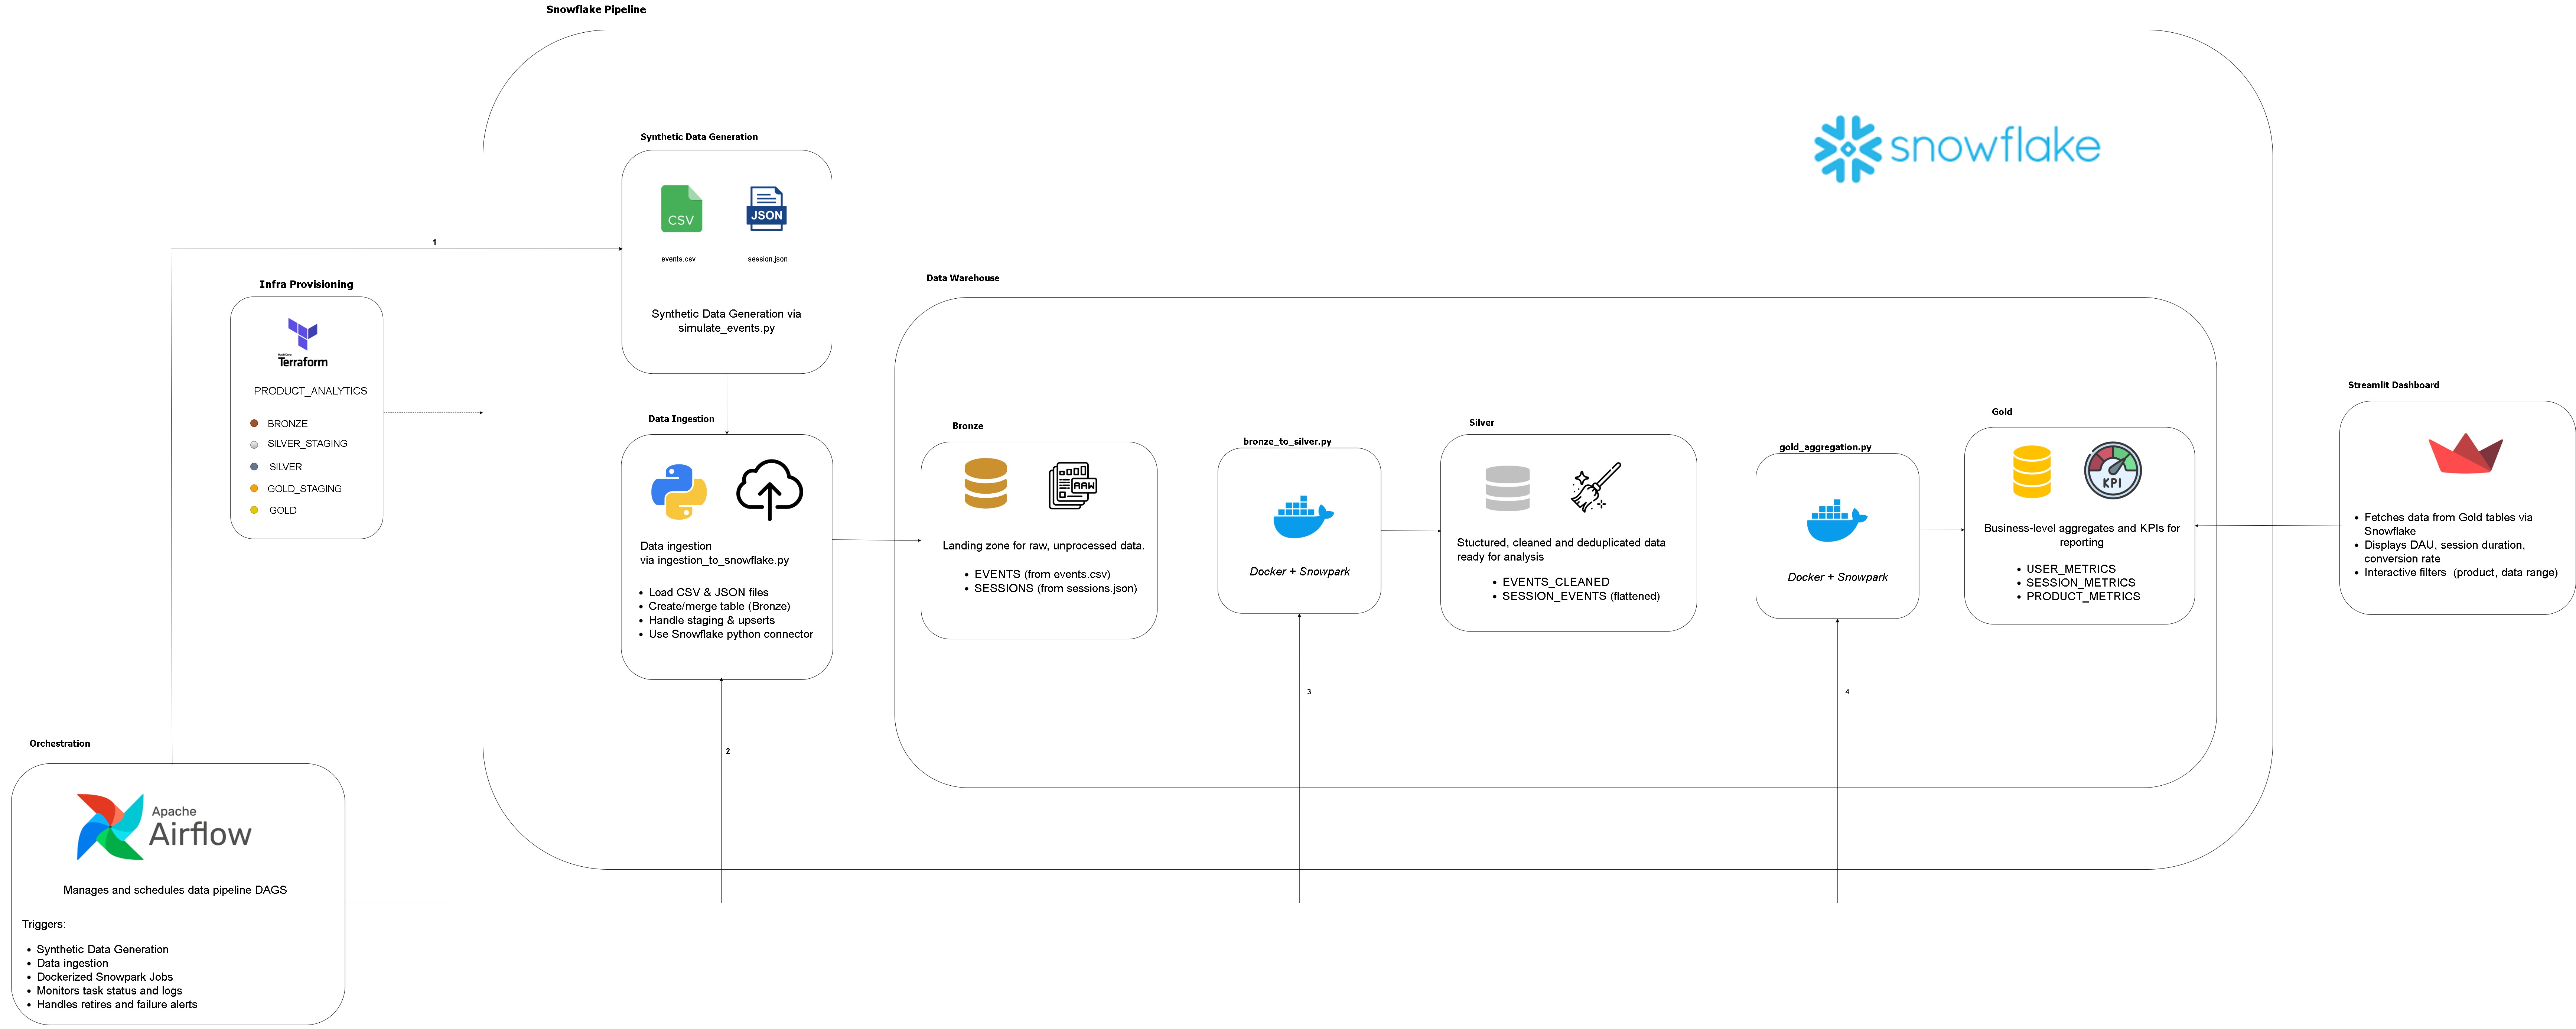 Snowflake Pipeline
snowflake
Synthetic Data Generation
CSV
JSON
events.csv
session.json
Synthetic Data Generation via
simulate_events.py
1
Infra Provisioning
HashiCorp
Terraform
PRODUCT_ANALYTICS
BRONZE
SILVER_STAGING
SILVER
GOLD_STAGING
GOLD
Data Ingestion
Data ingestion
via ingestion_to_snowflake.py
Load CSV & JSON files
Create/merge table (Bronze)
Handle staging & upserts
Use Snowflake python connector
Data Warehouse
Bronze
RAW
Landing zone for raw, unprocessed data.
EVENTS (from events.csv)
SESSIONS (from sessions.json)
bronze_to_silver.py
Docker + Snowpark
Silver
Stuctured, cleaned and deduplicated data
ready for analysis
EVENTS_CLEANED
SESSION_EVENTS (flattened)
gold_aggregation.py
Docker + Snowpark
Gold
KPI
Business-level aggregates and KPIs for
reporting
USER_METRICS
SESSION_METRICS
PRODUCT_METRICS
Streamlit Dashboard
Fetches data from Gold tables via
Snowflake
Displays DAU, session duration,
conversion rate
Interactive filters (product, data range)
2
3
4
Orchestration
Apache
Airflow
Manages and schedules data pipeline DAGS
Triggers:
Synthetic Data Generation
Data ingestion
Dockerized Snowpark Jobs
Monitors task status and logs
Handles retires and failure alerts